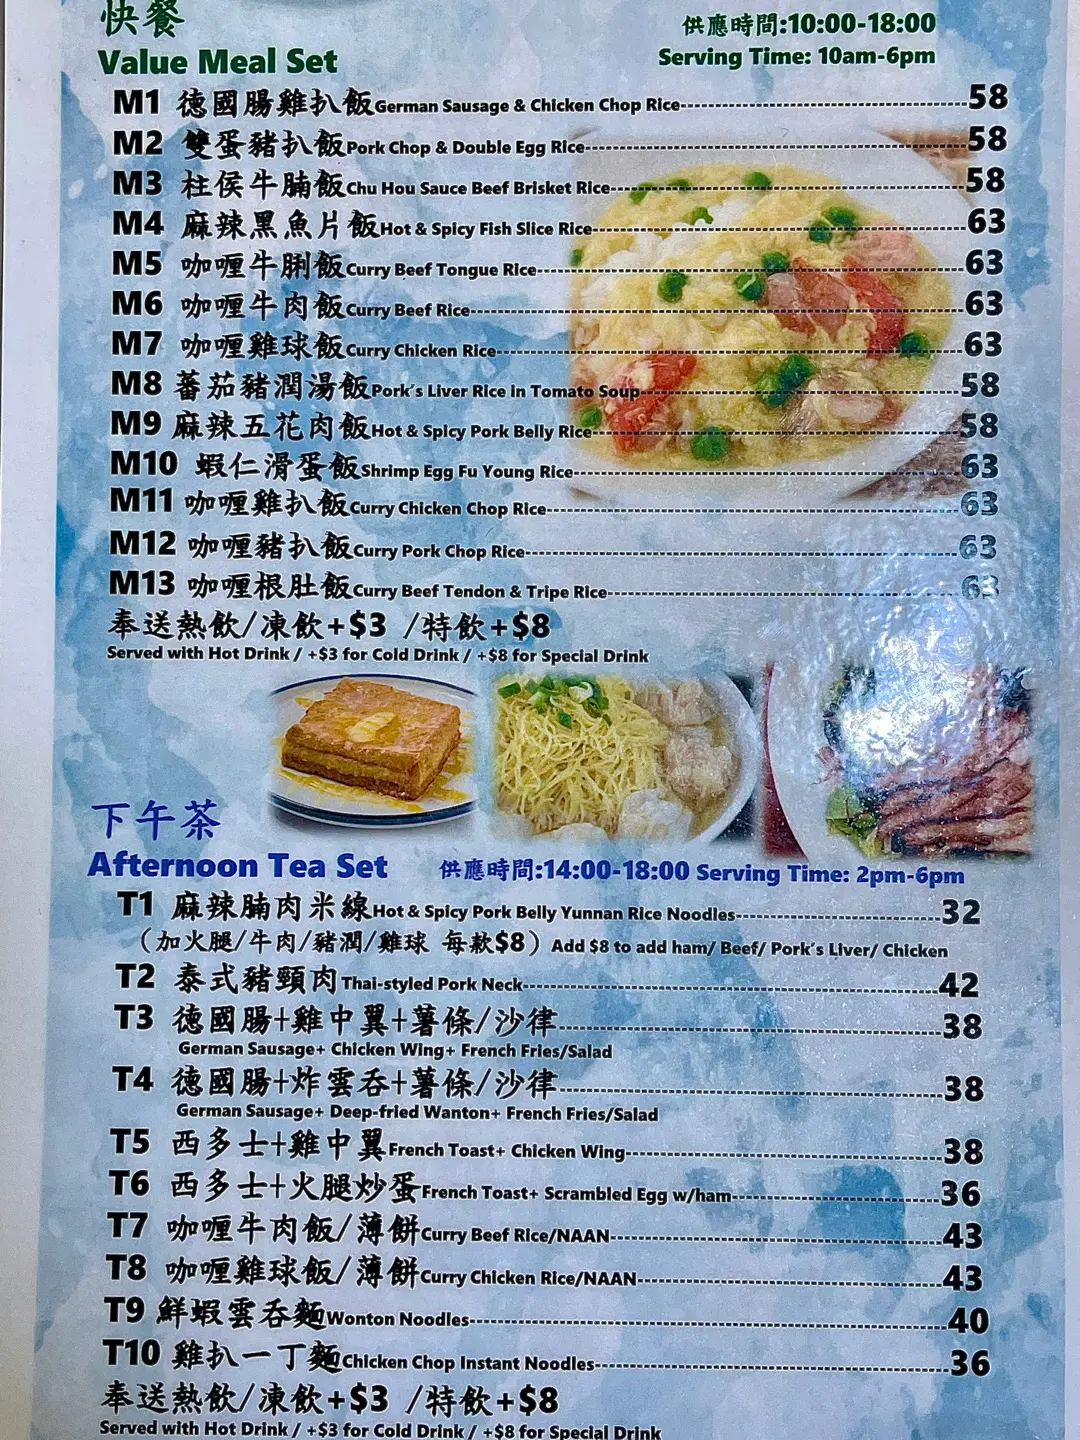 快餐
供應時間:10:00-18:00
Value Meal Set
Serving Time: 10am-6pm
M1 德國腸雞扒飯German Sausage & Chicken Chop Rice 58
M2 雙蛋豬扒飯Pork Chop & Double Egg Rice 58
M3 柱侯牛腩飯Chu Hou Sauce Beef Brisket Rice 58
M4 麻辣黑魚片飯Hot & Spicy Fish Slice Rice 63
M5 咖喱牛脷飯Curry Beef Tongue Rice 63
M6 咖喱牛肉飯Curry Beef Rice 63
M7 咖喱雞球飯Curry Chicken Rice 63
M8 蕃茄豬潤湯飯Pork's Liver Rice in Tomato Soup 58
M9 麻辣五花肉飯Hot & Spicy Pork Belly Rice 58
M10 蝦仁滑蛋飯Shrimp Egg Fu Young Rice 63
M11 咖喱雞扒飯Curry Chicken Chop Rice 63
M12 咖喱豬扒飯Curry Pork Chop Rice 63
M13 咖喱根肚飯Curry Beef Tendon & Tripe Rice 63
奉送熱飲/凍飲+$3 /特飲+$8
Served with Hot Drink / +$3 for Cold Drink / +$8 for Special Drink
下午茶
Afternoon Tea Set 供應時間:14:00-18:00 Serving Time: 2pm-6pm
T1 麻辣腩肉米線Hot & Spicy Pork Belly Yunnan Rice Noodles 32
（加火腿/牛肉/豬潤/雞球 每款$8）Add $8 to add ham/ Beef/ Pork's Liver/ Chicken
T2 泰式豬頸肉Thai-styled Pork Neck 42
T3 德國腸+雞中翼+薯條/沙律 38
German Sausage+ Chicken Wing+ French Fries/Salad
T4 德國腸+炸雲吞+薯條/沙律 38
German Sausage+ Deep-fried Wanton+ French Fries/Salad
T5 西多士+雞中翼French Toast+ Chicken Wing 38
T6 西多士+火腿炒蛋French Toast+ Scrambled Egg w/ham 36
T7 咖喱牛肉飯/薄餅Curry Beef Rice/NAAN 43
T8 咖喱雞球飯/薄餅Curry Chicken Rice/NAAN 43
T9 鮮蝦雲吞麵Wonton Noodles 40
T10 雞扒一丁麵Chicken Chop Instant Noodles 36
奉送熱飲/凍飲+$3 /特飲+$8
Served with Hot Drink / +$3 for Cold Drink / +$8 for Special Drink